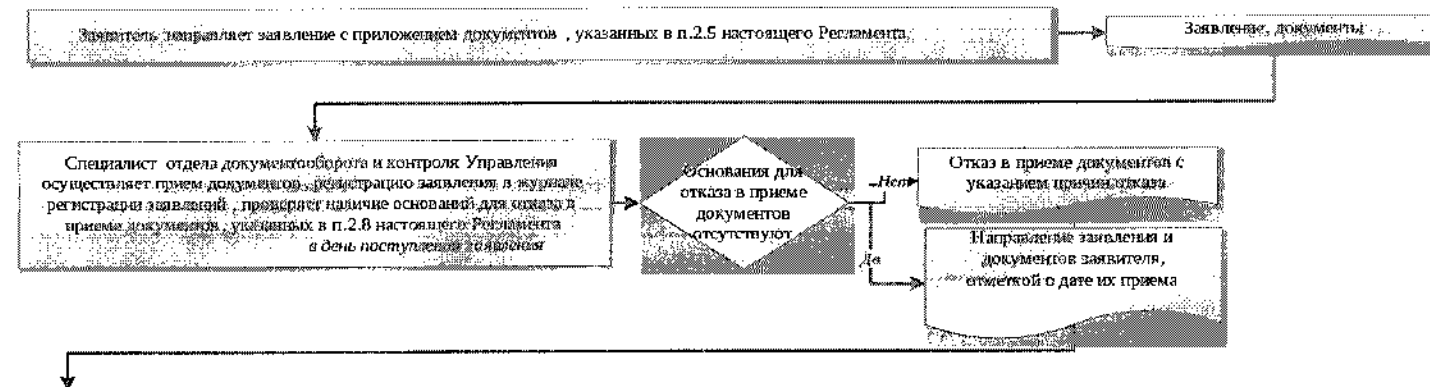 Заявитель направляет заявление с приложением документов , указанных в п.2.5 настоящего Регламента,
Заявление, документы
Специалист отдела документооборота и контроля Управления
осуществляет прием документов , регистрацию заявления в журнале
регистрации заявлений , проверяет наличие оснований для отказа в
приеме документов , указанных в п.2.8 настоящего Регламента
в день поступления заявления
Основания для
отказа в приеме
документов
отсутствуют
Нет
Да
Отказ в приеме документов с
указанием причин отказа
Направление заявления и
документов заявителя,
отметкой о дате их приема